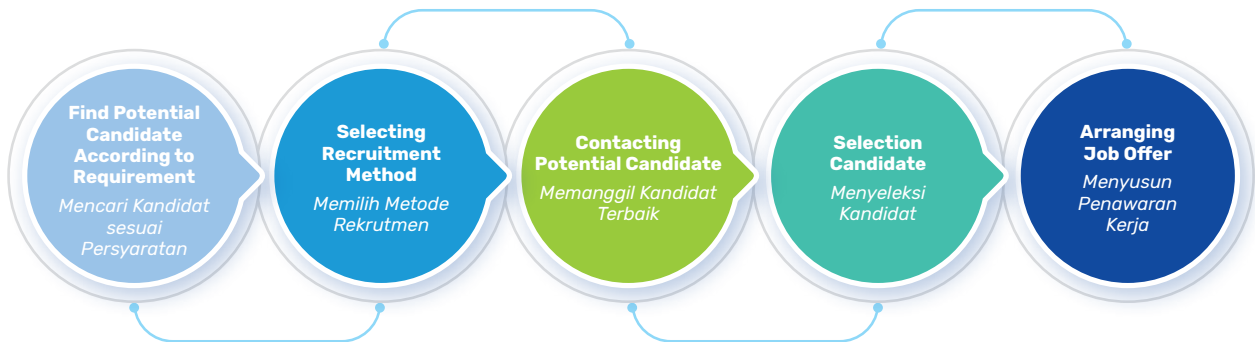 Find Potential
Candidate
According to
Requirement
Mencari Kandidat
sesuai
Persyaratan
Selecting
Recruitment
Method
Memilih Metode
Rekrutmen
Contacting
Potential Candidate
Memanggil Kandidat
Terbaik
Selection
Candidate
Menyeleksi
Kandidat
Arranging
Job Offer
Menyusun
Penawaran
Kerja